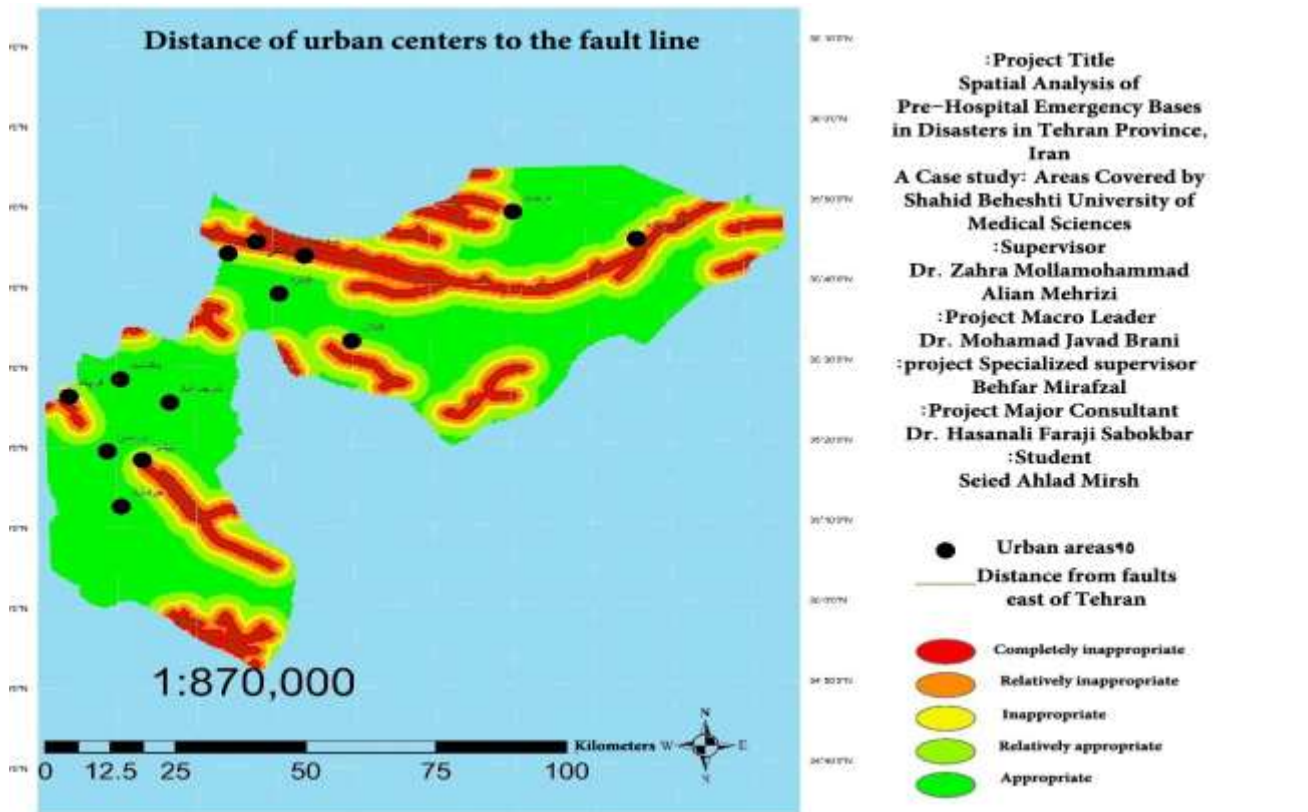 Distance of urban centers to the fault line
:Project Title
Spatial Analysis of
Pre-Hospital Emergency Bases
in Disasters in Tehran Province,
Iran
A Case study: Areas Covered by
Shahid Beheshti University of
Medical Sciences
:Supervisor
Dr. Zahra Mollamohammad
Alian Mehrizi
:Project Macro Leader
Dr. Mohamad Javad Brani
:project Specialized supervisor
Behfar Mirafzal
:Project Major Consultant
Dr. Hasanali Faraji Sabokbar
:Student
Seied Ahlad Mirsh
Urban areas۹۵
Distance from faults
east of Tehran
Completely inappropriate
Relatively inappropriate
Inappropriate
Relatively appropriate
Appropriate
1:870,000
Kilometers
0 12.5 25 50 75 100
N
W E